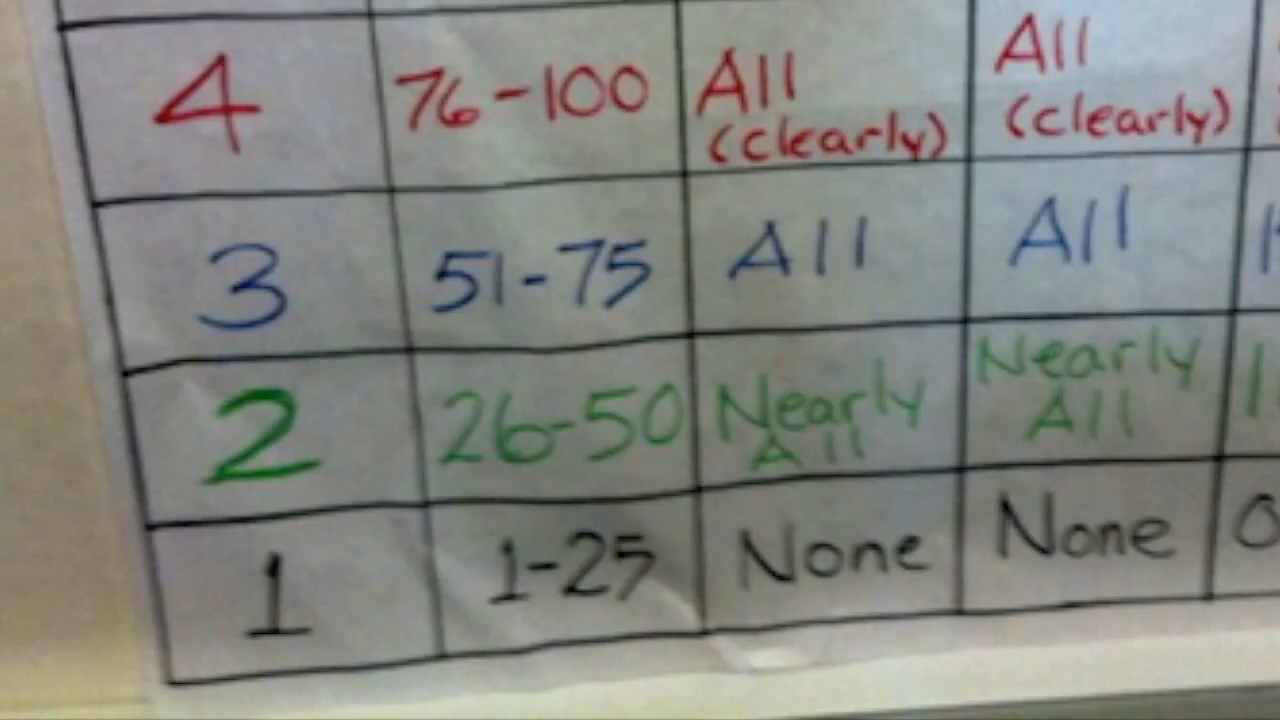 4 76-100 All (clearly) All (clearly)
3 51-75 All All
2 26-50 Nearly All Nearly All
1 1-25 None None